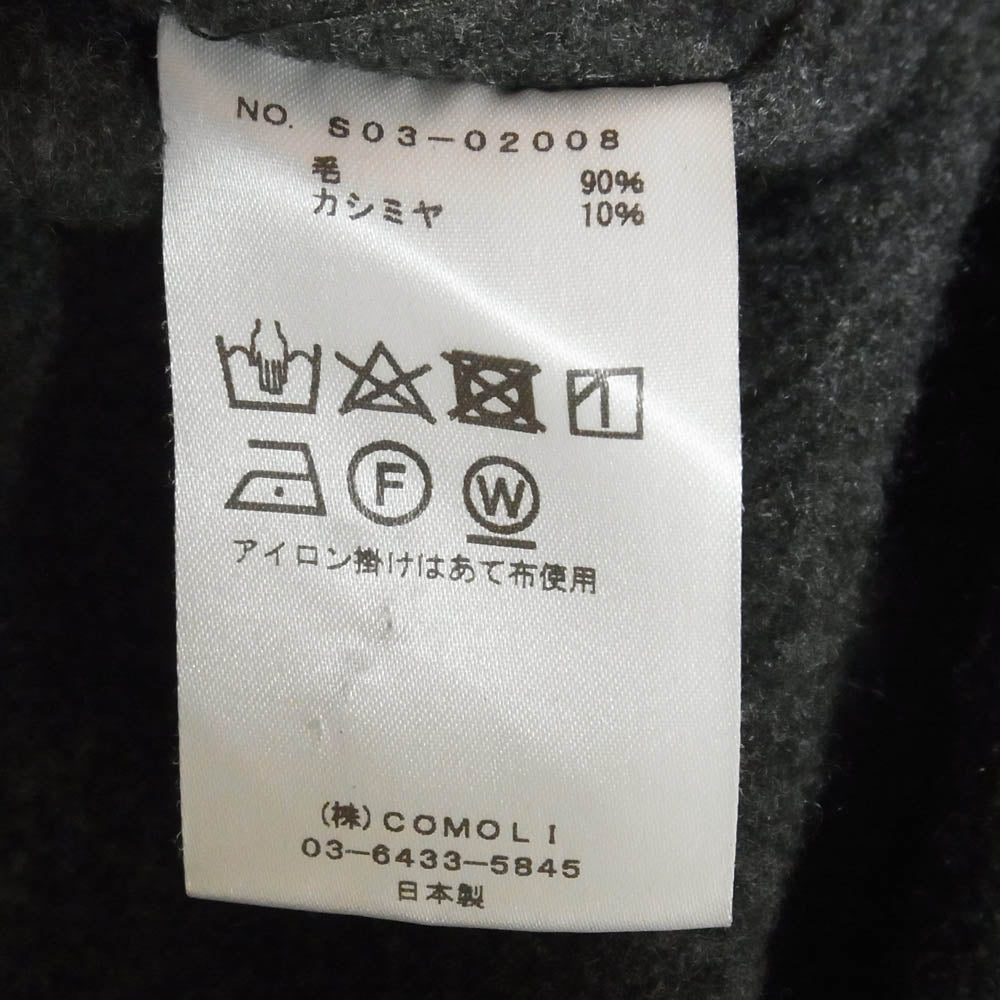 NO. S03-02008
毛 90%
カシミヤ 10%
F W
アイロン掛けはあて布使用
(株)COMOLI
03-6433-5845
日本製